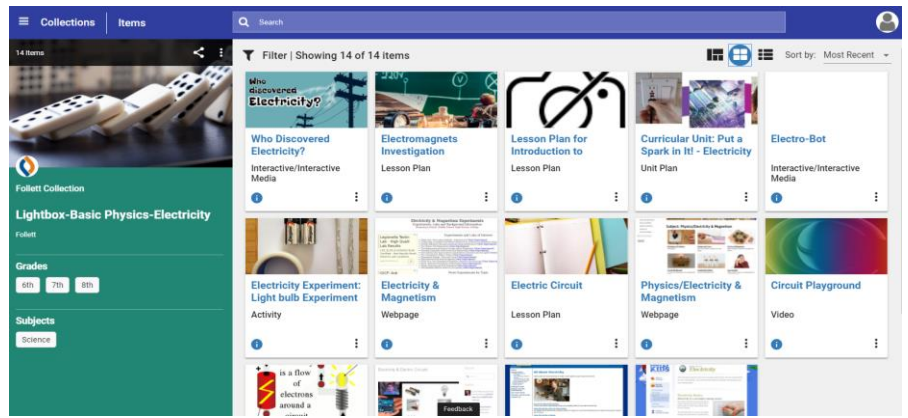 Collections Items
Search
14 Items
Filter | Showing 14 of 14 items
Sort by: Most Recent
Follett Collection
Lightbox-Basic Physics-Electricity
Follett
Grades
6th 7th 8th
Subjects
Science
Who
discovered
Electricity?
Who Discovered
Electricity?
Interactive/Interactive
Media
Electromagnets
Investigation
Lesson Plan
Lesson Plan for
Introduction to
Lesson Plan
Curricular Unit: Put a
Spark in It! - Electricity
Unit Plan
Electro-Bot
Interactive/Interactive
Media
Electricity Experiment:
Light bulb Experiment
Activity
Electricity & Magnetism Experiments
Electricity &
Magnetism
Webpage
Electric Circuit
Lesson Plan
Physics/Electricity &
Magnetism
Webpage
Circuit Playground
Video
is a flow
of
electrons
around a
circuit
Feedback